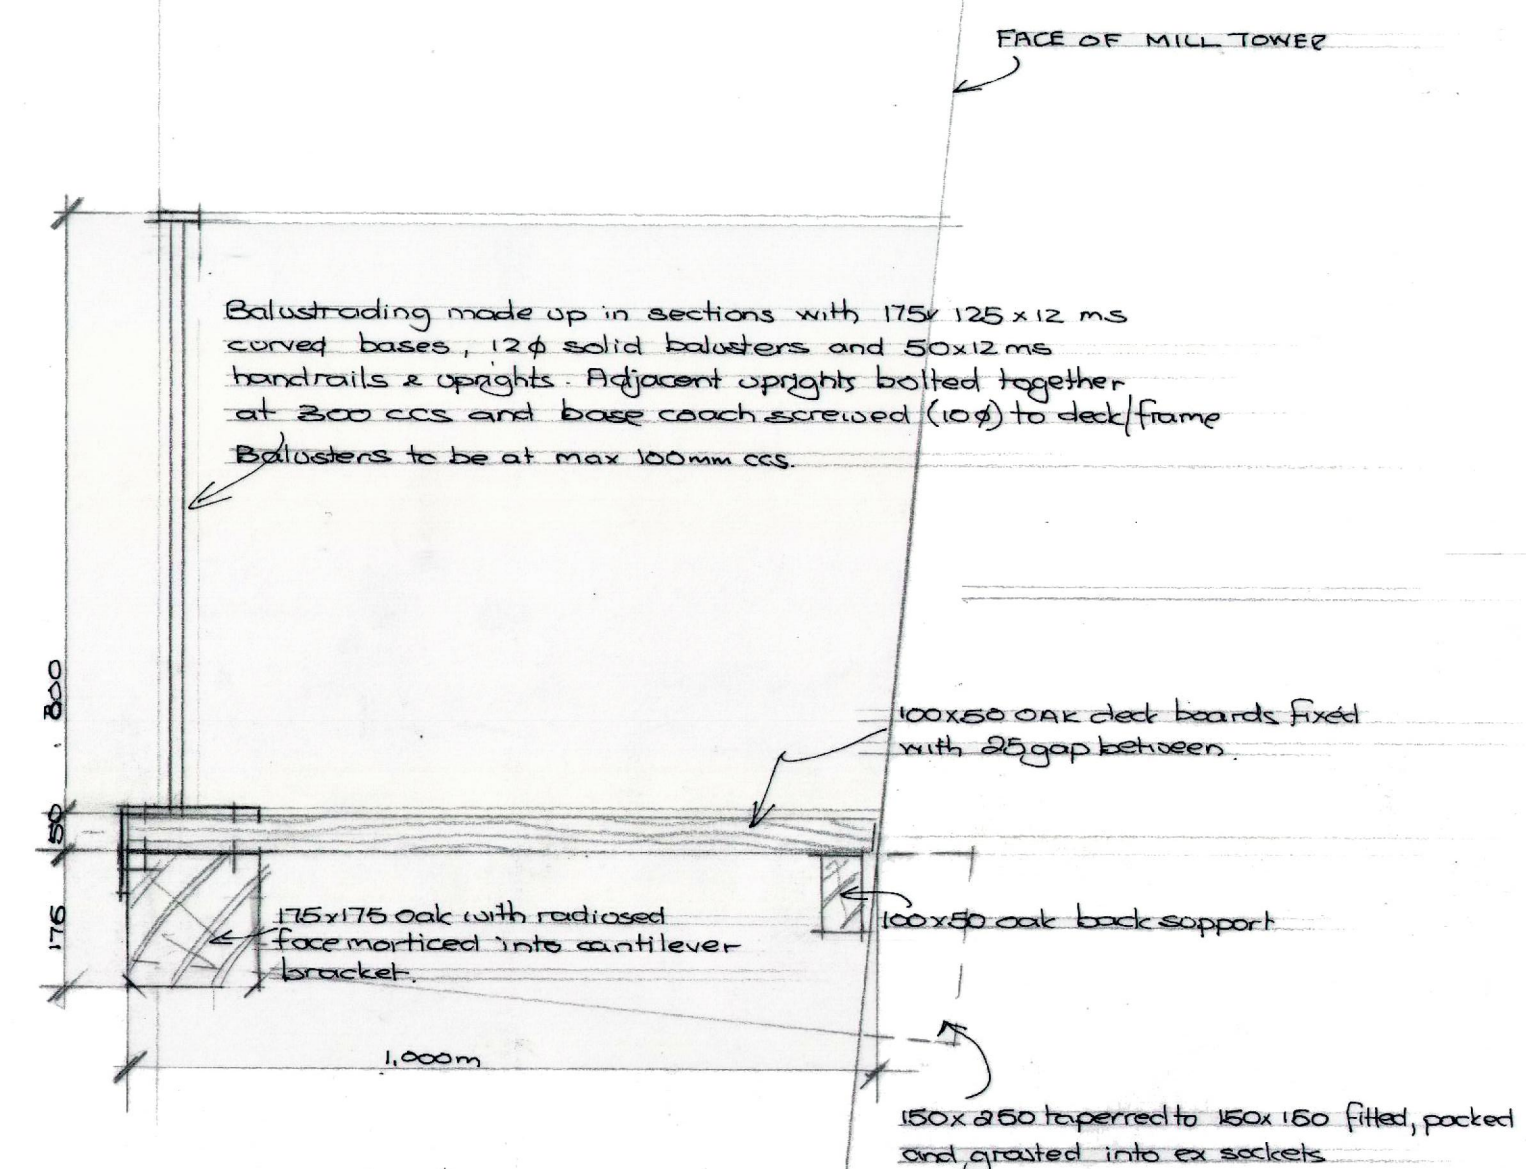 FACE OF MILL TOWER
Balustrading made up in sections with 175x 125 x 12 ms
curved bases, 12ϕ solid balusters and 50x12 ms
handrails & uprights. Adjacent uprights bolted together
at 300 ccs and base coach screwed (10ϕ) to deck/frame
Balusters to be at max 100mm ccs.
800
100x50 OAK deck boards fixed
with 25 gap between.
50
175
175x175 Oak with radiused
face morticed into cantilever
bracket.
100x50 oak back support
1,000m
150x250 taperred to 150x150 fitted, packed
and grouted into ex sockets